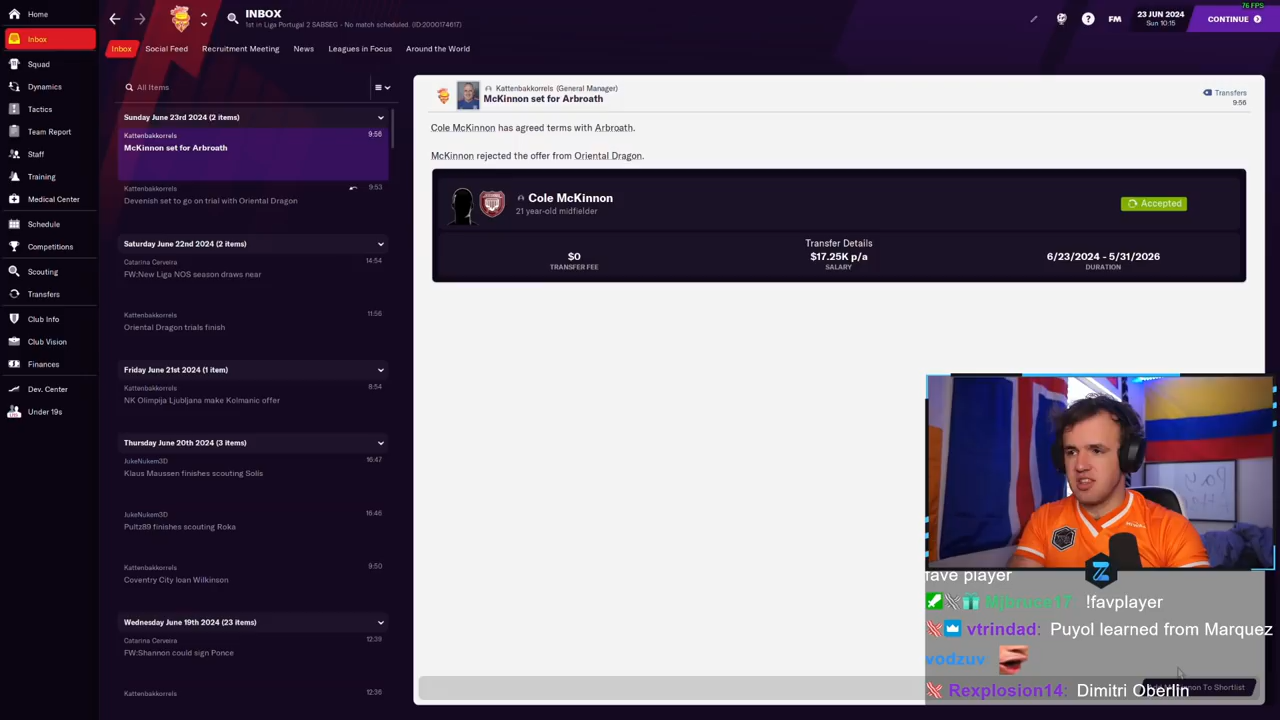 Home
Inbox
Squad
Dynamics
Tactics
Team Report
Staff
Training
Medical Center
Schedule
Competitions
Scouting
Transfers
Club Info
Club Vision
Finances
Dev. Center
Under 19s
INBOX
1st in Liga Portugal 2 SABSEG - No match scheduled. (ID:2000174617)
76 FPS
FM
23 JUN 2024
Sun 10:15
CONTINUE
Inbox
Social Feed
Recruitment Meeting
News
Leagues in Focus
Around the World
All Items
Sunday June 23rd 2024 (2 items)
Kattenbakkorrels 9:56
McKinnon set for Arbroath
Kattenbakkorrels 9:53
Devenish set to go on trial with Oriental Dragon
Saturday June 22nd 2024 (2 items)
Catarina Cerveira 14:54
FW:New Liga NOS season draws near
Kattenbakkorrels 11:56
Oriental Dragon trials finish
Friday June 21st 2024 (1 item)
Kattenbakkorrels 8:54
NK Olimpija Ljubljana make Kolmanic offer
Thursday June 20th 2024 (3 items)
JukeNukem3D 16:47
Klaus Maussen finishes scouting Solís
JukeNukem3D 16:46
Pultz89 finishes scouting Roka
Kattenbakkorrels 9:50
Coventry City loan Wilkinson
Wednesday June 19th 2024 (23 items)
Catarina Cerveira 12:39
FW:Shannon could sign Ponce
Kattenbakkorrels 12:36
Kattenbakkorrels (General Manager)
McKinnon set for Arbroath
Transfers
9:56
Cole McKinnon has agreed terms with Arbroath.
McKinnon rejected the offer from Oriental Dragon.
Cole McKinnon
21 year-old midfielder
Accepted
Transfer Details
$0
TRANSFER FEE
$17.25K p/a
SALARY
6/23/2024 - 5/31/2026
DURATION
fave player
!favplayer
vtrindad: Puyol learned from Marquez
vodzuv
Rexplosion14: Dimitri Oberlin
To Shortlist